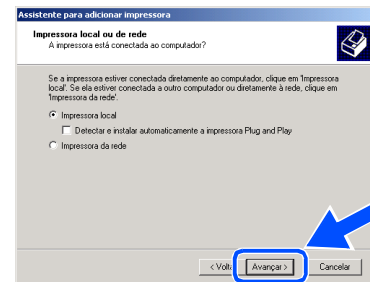 Assistente para adicionar impressora
Impressora local ou de rede
A impressora está conectada ao computador?
Se a impressora estiver conectada diretamente ao computador, clique em 'Impressora
local'. Se ela estiver conectada a outro computador ou diretamente à rede, clique em
'Impressora da rede'.
Impressora local
Detectar e instalar automaticamente a impressora Plug and Play
Impressora da rede
< Volta Avançar > Cancelar